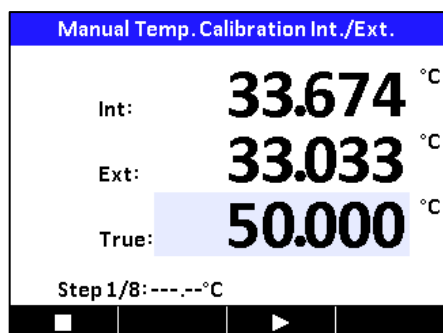 Manual Temp. Calibration Int./Ext.
Int: 33.674 °C
Ext: 33.033 °C
True: 50.000 °C
Step 1/8:---.--°C